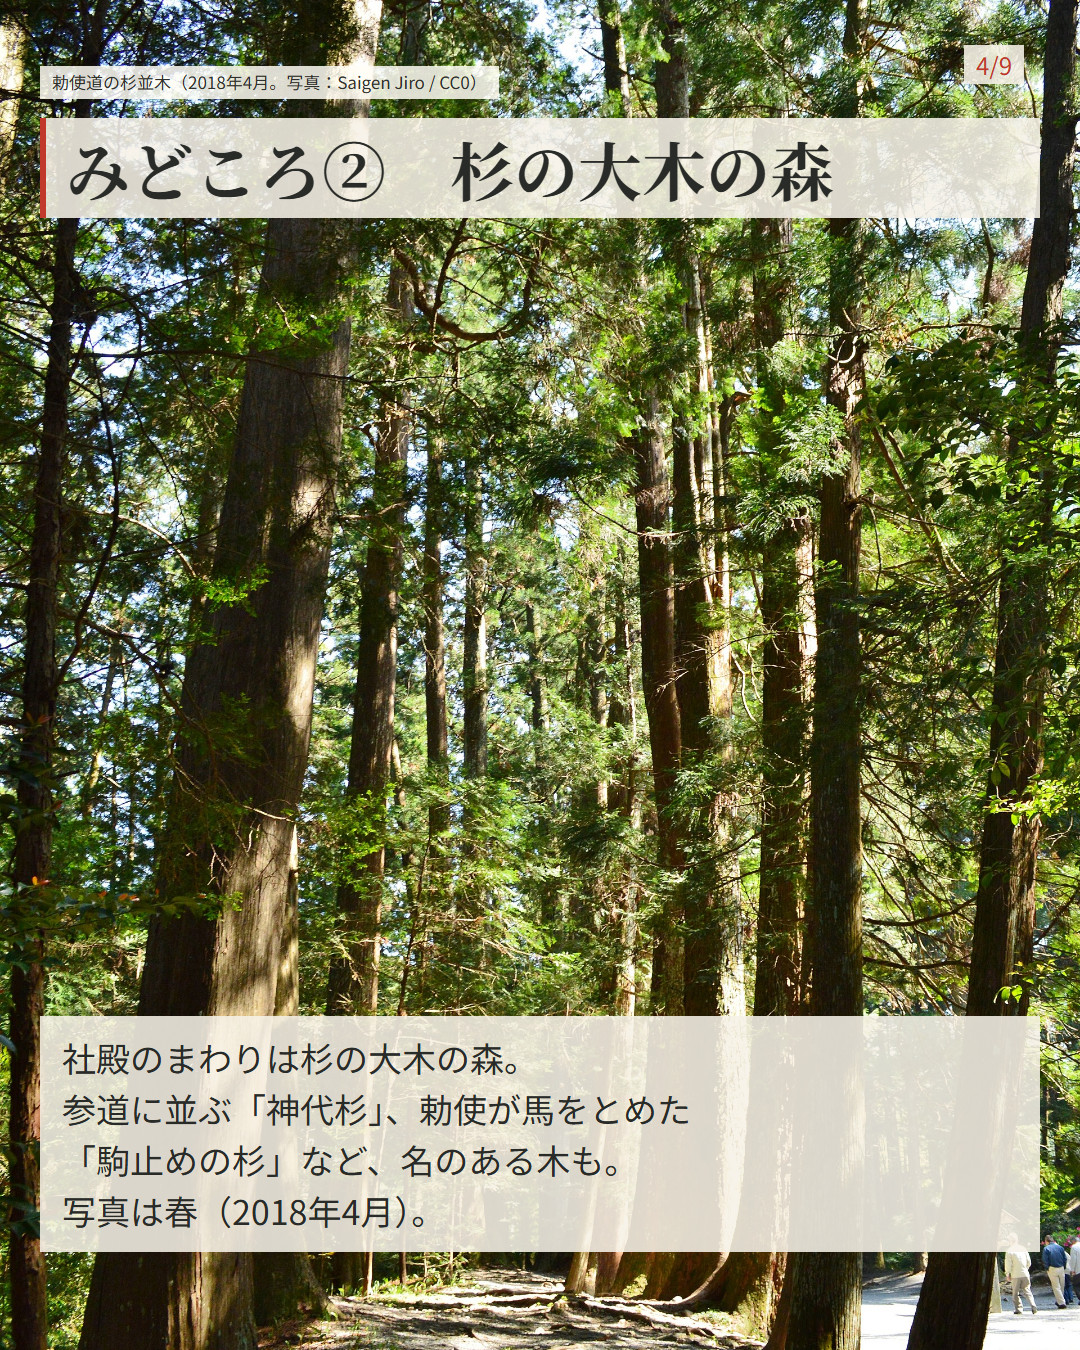 4/9
勅使道の杉並木（2018年4月。写真：Saigen Jiro / CC0）
みどころ②　杉の大木の森
社殿のまわりは杉の大木の森。
参道に並ぶ「神代杉」、勅使が馬をとめた
「駒止めの杉」など、名のある木も。
写真は春（2018年4月）。